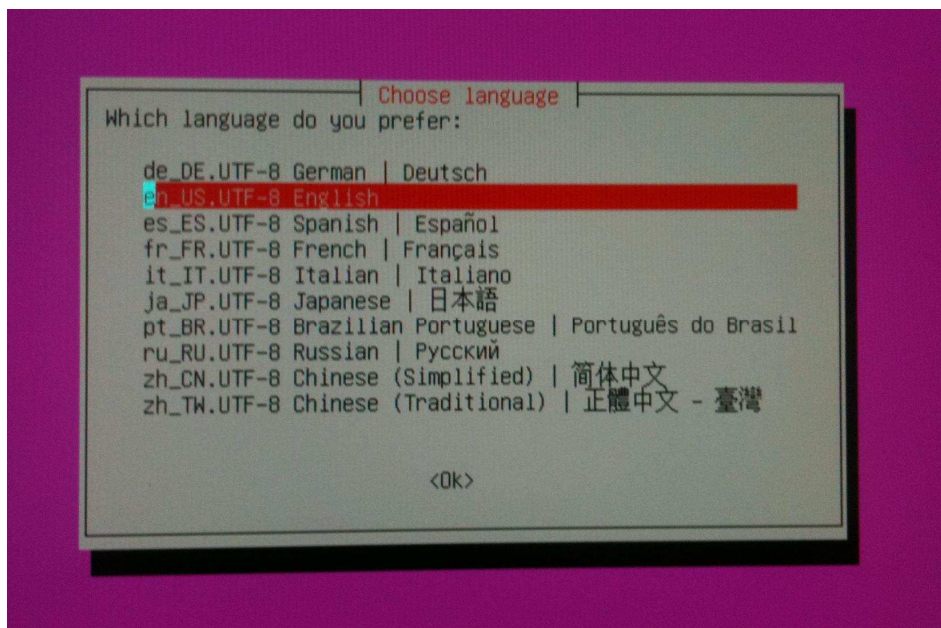 Choose language
Which language do you prefer:
de_DE.UTF-8 German | Deutsch
en_US.UTF-8 English
es_ES.UTF-8 Spanish | Español
fr_FR.UTF-8 French | Français
it_IT.UTF-8 Italian | Italiano
ja_JP.UTF-8 Japanese | 日本語
pt_BR.UTF-8 Brazilian Portuguese | Português do Brasil
ru_RU.UTF-8 Russian | Русский
zh_CN.UTF-8 Chinese (Simplified) | 简体中文
zh_TW.UTF-8 Chinese (Traditional) | 正體中文 - 臺灣
<Ok>